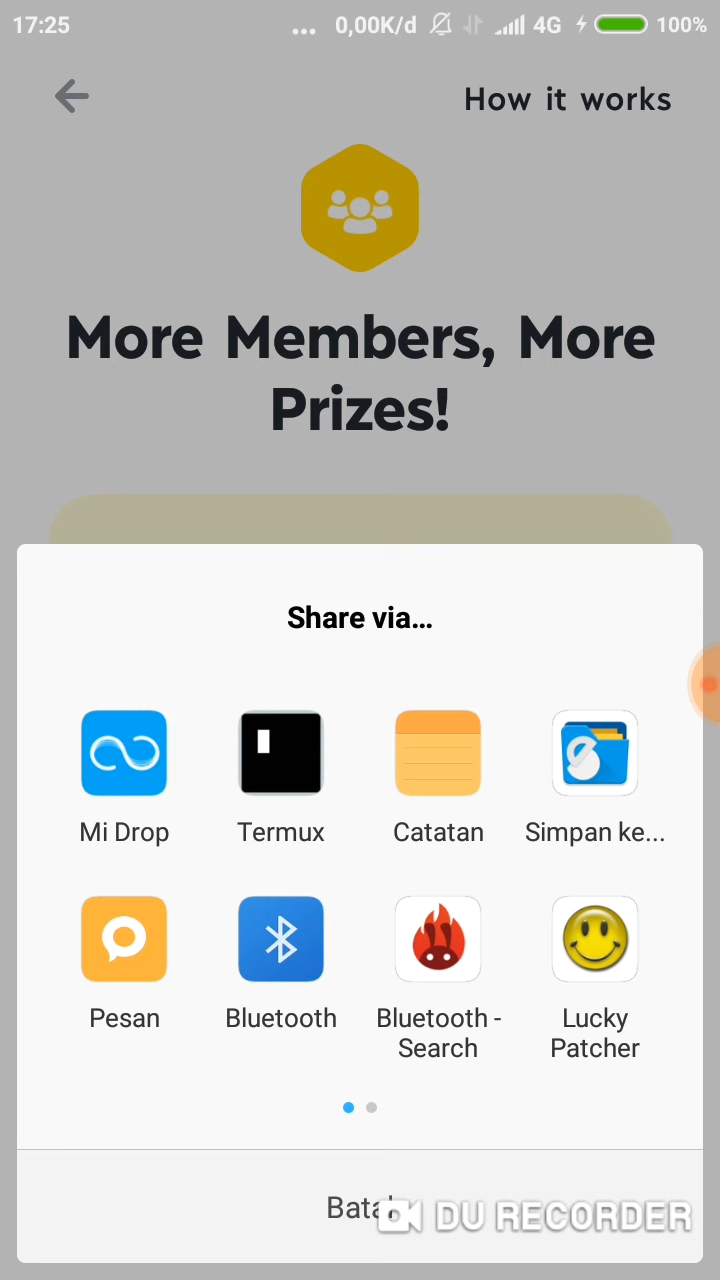 17:25 ... 0,00K/d 4G 100%
How it works
More Members, More
Prizes!
Share via...
Mi Drop Termux Catatan Simpan ke...
Pesan Bluetooth Bluetooth - Lucky
Search Patcher
Batal
DU RECORDER